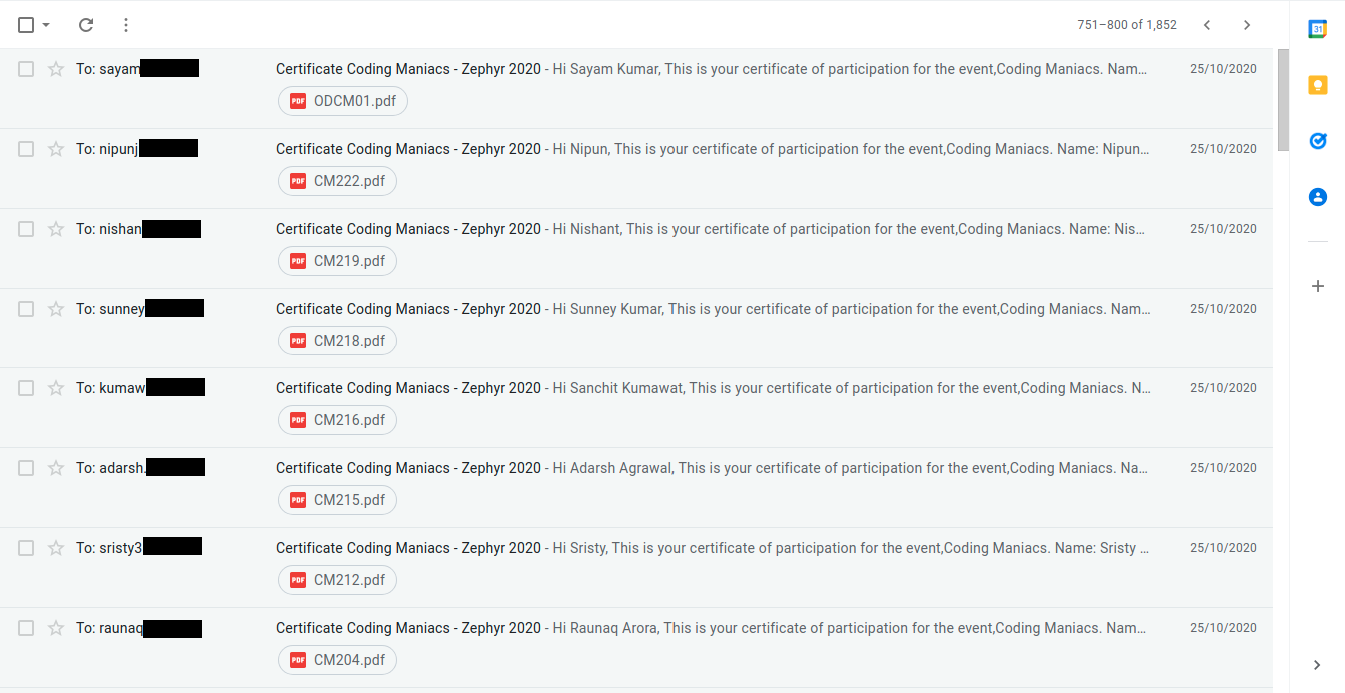 751–800 of 1,852
31
To: sayam Certificate Coding Maniacs - Zephyr 2020 - Hi Sayam Kumar, This is your certificate of participation for the event,Coding Maniacs. Nam… 25/10/2020
PDF ODCM01.pdf
To: nipunj Certificate Coding Maniacs - Zephyr 2020 - Hi Nipun, This is your certificate of participation for the event,Coding Maniacs. Name: Nipun… 25/10/2020
PDF CM222.pdf
To: nishan Certificate Coding Maniacs - Zephyr 2020 - Hi Nishant, This is your certificate of participation for the event,Coding Maniacs. Name: Nis… 25/10/2020
PDF CM219.pdf
To: sunney Certificate Coding Maniacs - Zephyr 2020 - Hi Sunney Kumar, This is your certificate of participation for the event,Coding Maniacs. Nam… 25/10/2020
PDF CM218.pdf
To: kumaw Certificate Coding Maniacs - Zephyr 2020 - Hi Sanchit Kumawat, This is your certificate of participation for the event,Coding Maniacs. N… 25/10/2020
PDF CM216.pdf
To: adarsh. Certificate Coding Maniacs - Zephyr 2020 - Hi Adarsh Agrawal, This is your certificate of participation for the event,Coding Maniacs. Na… 25/10/2020
PDF CM215.pdf
To: sristy3 Certificate Coding Maniacs - Zephyr 2020 - Hi Sristy, This is your certificate of participation for the event,Coding Maniacs. Name: Sristy … 25/10/2020
PDF CM212.pdf
To: raunaq Certificate Coding Maniacs - Zephyr 2020 - Hi Raunaq Arora, This is your certificate of participation for the event,Coding Maniacs. Nam… 25/10/2020
PDF CM204.pdf